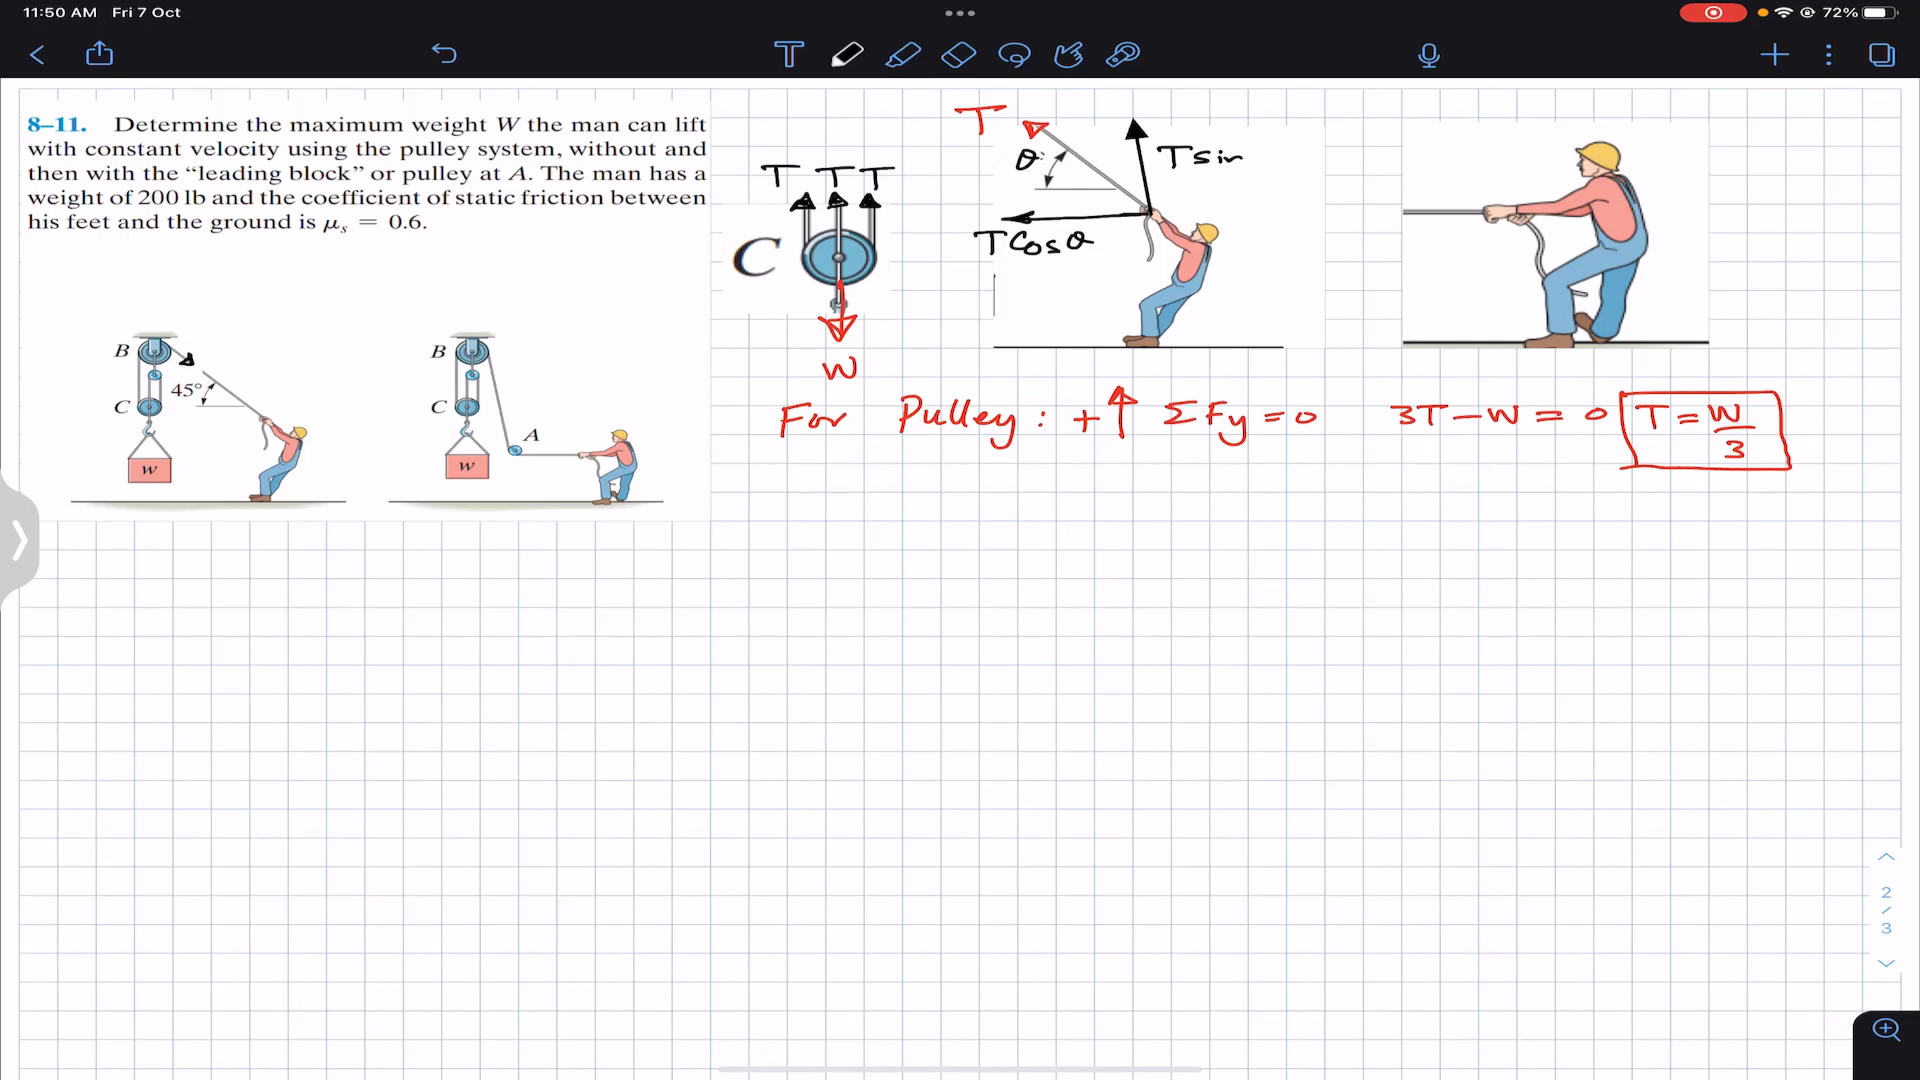 11:50 AM Fri 7 Oct
72%
8–11. Determine the maximum weight W the man can lift
with constant velocity using the pulley system, without and
then with the “leading block” or pulley at A. The man has a
weight of 200 lb and the coefficient of static friction between
his feet and the ground is μs = 0.6.
B
45°
C
W
B
C
A
W
T T T
C
W
T
θ
T sin
T cos θ
For Pulley : +↑ ΣFy = 0 3T - W = 0 T = W/3
2
/
3